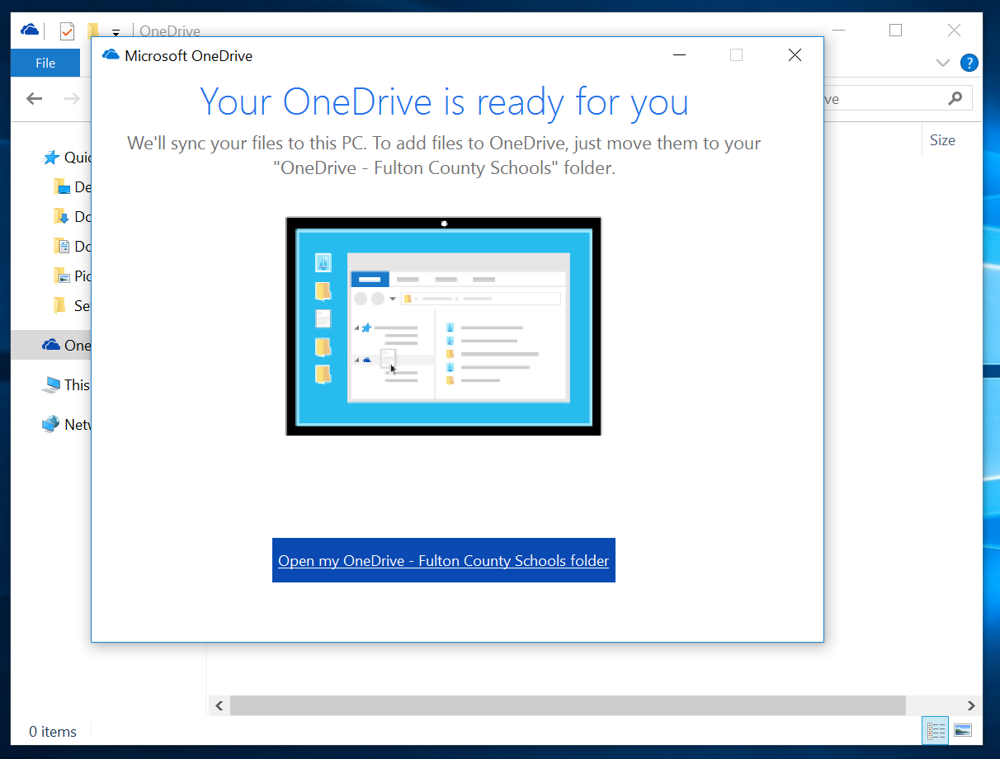 OneDrive
File
Microsoft OneDrive
?
Your OneDrive is ready for you
We'll sync your files to this PC. To add files to OneDrive, just move them to your
"OneDrive - Fulton County Schools" folder.
ve
Size
Quic
De
Do
Do
Pic
Se
One
This
Netw
Open my OneDrive - Fulton County Schools folder
0 items